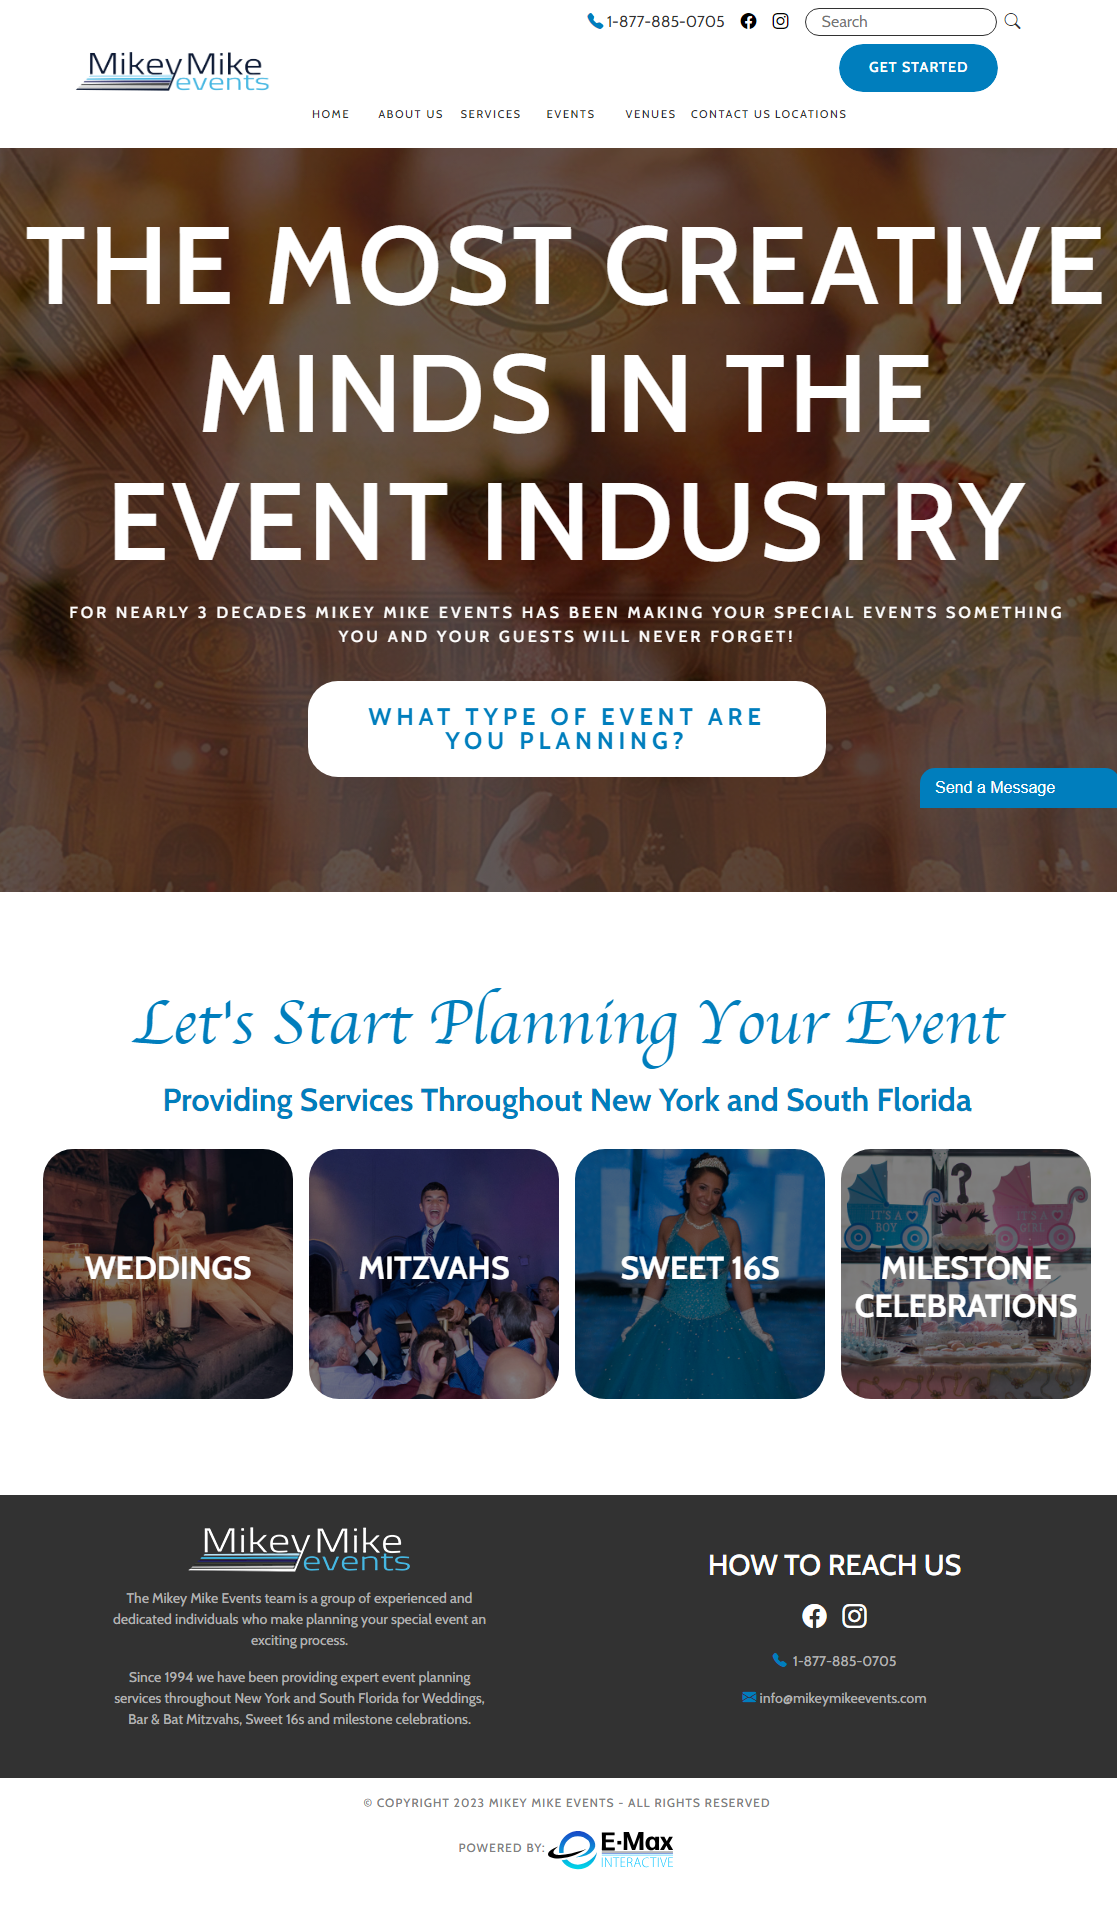 1-877-885-0705
Search
MikeyMike
events
GET STARTED
HOME ABOUT US SERVICES EVENTS VENUES CONTACT US LOCATIONS
THE MOST CREATIVE
MINDS IN THE
EVENT INDUSTRY
FOR NEARLY 3 DECADES MIKEY MIKE EVENTS HAS BEEN MAKING YOUR SPECIAL EVENTS SOMETHING
YOU AND YOUR GUESTS WILL NEVER FORGET!
WHAT TYPE OF EVENT ARE
YOU PLANNING?
Send a Message
Let's Start Planning Your Event
Providing Services Throughout New York and South Florida
WEDDINGS
MITZVAHS
SWEET 16S
IT'S A
BOY
?
IT'S A
GIRL
MILESTONE
CELEBRATIONS
MikeyMike
events
The Mikey Mike Events team is a group of experienced and
dedicated individuals who make planning your special event an
exciting process.
Since 1994 we have been providing expert event planning
services throughout New York and South Florida for Weddings,
Bar & Bat Mitzvahs, Sweet 16s and milestone celebrations.
HOW TO REACH US
1-877-885-0705
info@mikeymikeevents.com
© COPYRIGHT 2023 MIKEY MIKE EVENTS - ALL RIGHTS RESERVED
POWERED BY:
E-Max
INTERACTIVE